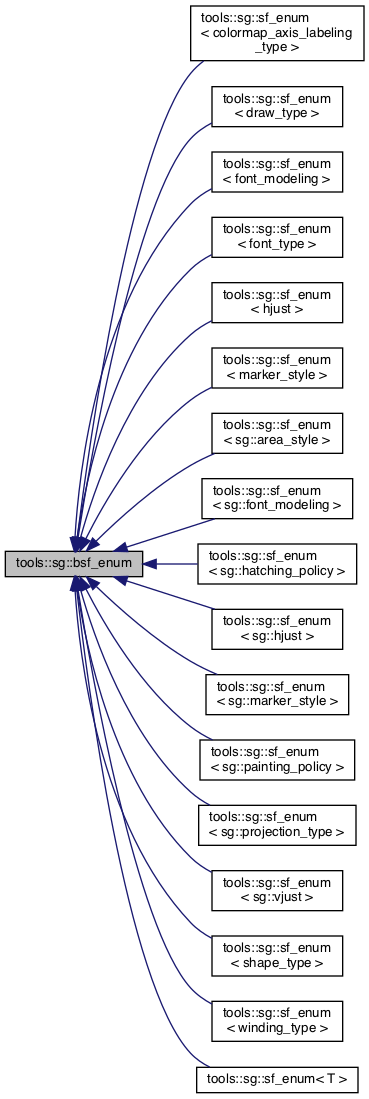 tools::sg::sf_enum
< colormap_axis_labeling
_type >
tools::sg::sf_enum
< draw_type >
tools::sg::sf_enum
< font_modeling >
tools::sg::sf_enum
< font_type >
tools::sg::sf_enum
< hjust >
tools::sg::sf_enum
< marker_style >
tools::sg::sf_enum
< sg::area_style >
tools::sg::sf_enum
< sg::font_modeling >
tools::sg::bsf_enum
tools::sg::sf_enum
< sg::hatching_policy >
tools::sg::sf_enum
< sg::hjust >
tools::sg::sf_enum
< sg::marker_style >
tools::sg::sf_enum
< sg::painting_policy >
tools::sg::sf_enum
< sg::projection_type >
tools::sg::sf_enum
< sg::vjust >
tools::sg::sf_enum
< shape_type >
tools::sg::sf_enum
< winding_type >
tools::sg::sf_enum< T >